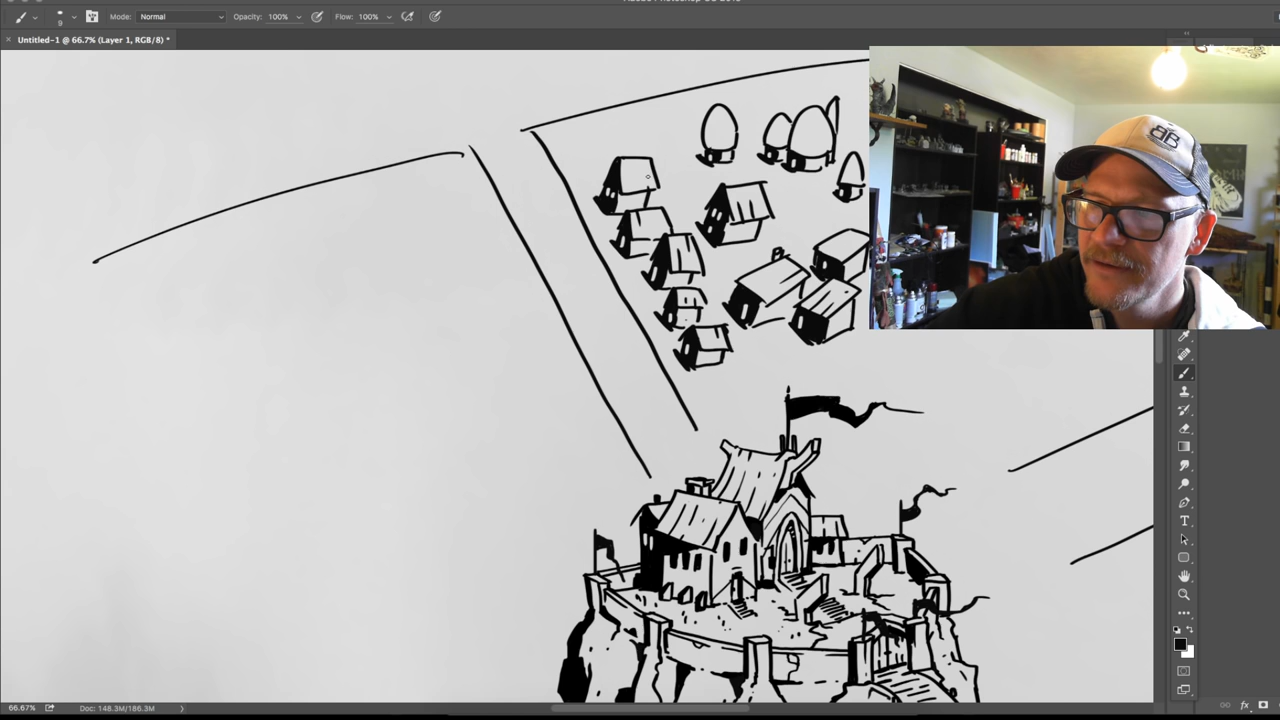 9 Mode: Normal Opacity: 100% Flow: 100%
× Untitled-1 @ 66.7% (Layer 1, RGB/8) *
66.67% Doc: 148.3M/186.3M